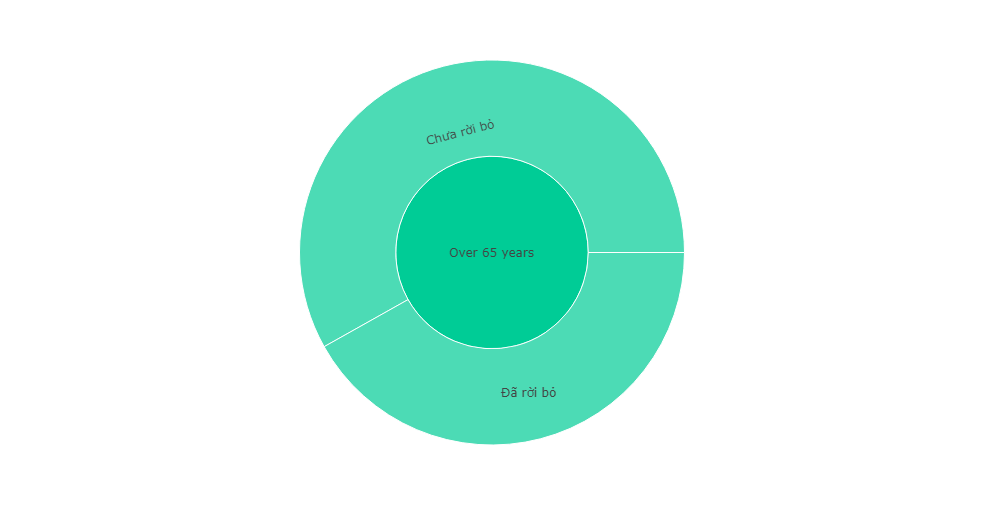 Chưa rời bỏ
Over 65 years
Đã rời bỏ